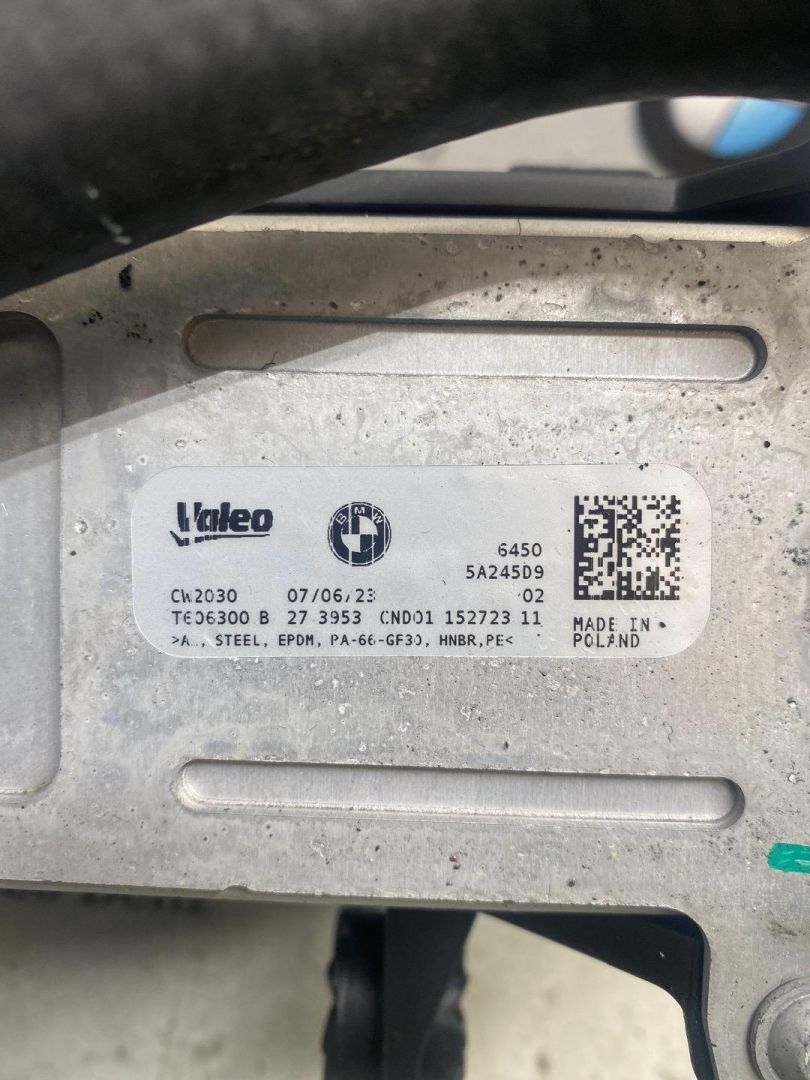 Valeo
BMW
6450
5A245D9
CW2030 07/06/23 02
T606300 B 27 3953 CND01 152723 11
>A.., STEEL, EPDM, PA-66-GF30, HNBR,PE<
MADE IN
POLAND